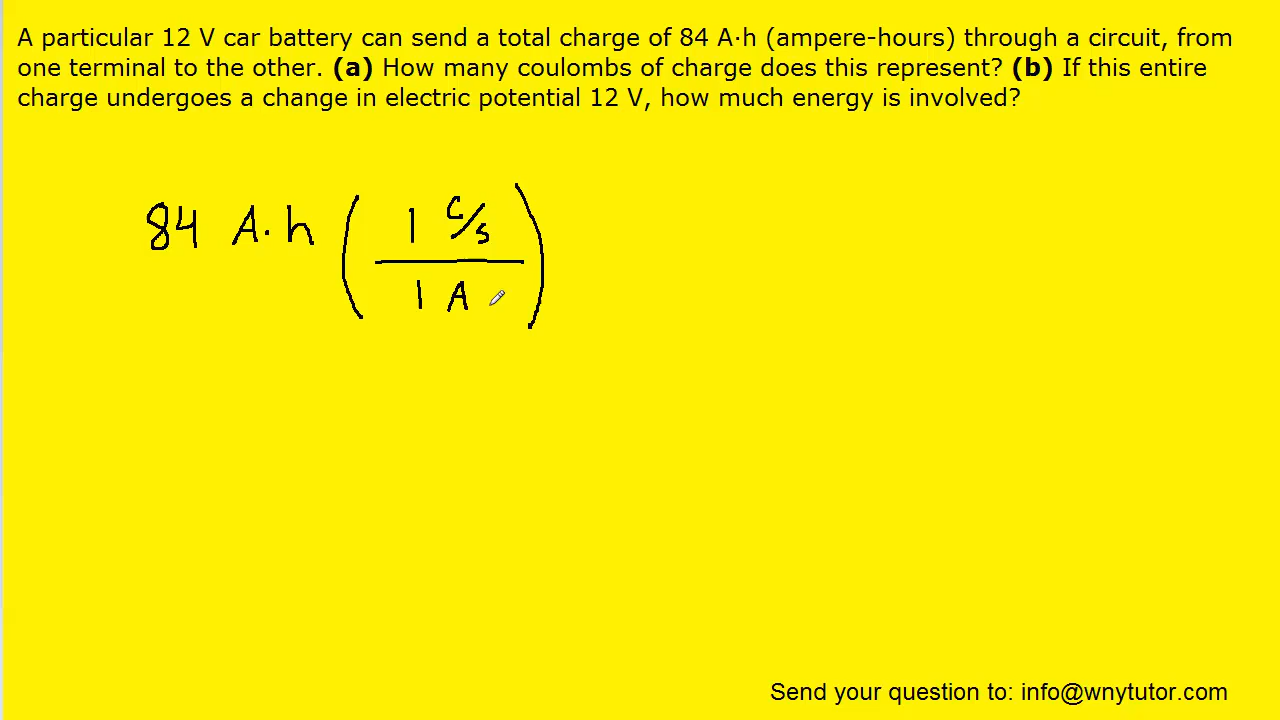 A particular 12 V car battery can send a total charge of 84 A·h (ampere-hours) through a circuit, from
one terminal to the other. (a) How many coulombs of charge does this represent? (b) If this entire
charge undergoes a change in electric potential 12 V, how much energy is involved?
84 A·h ( 1 C/s
1 A )
Send your question to: info@wnytutor.com